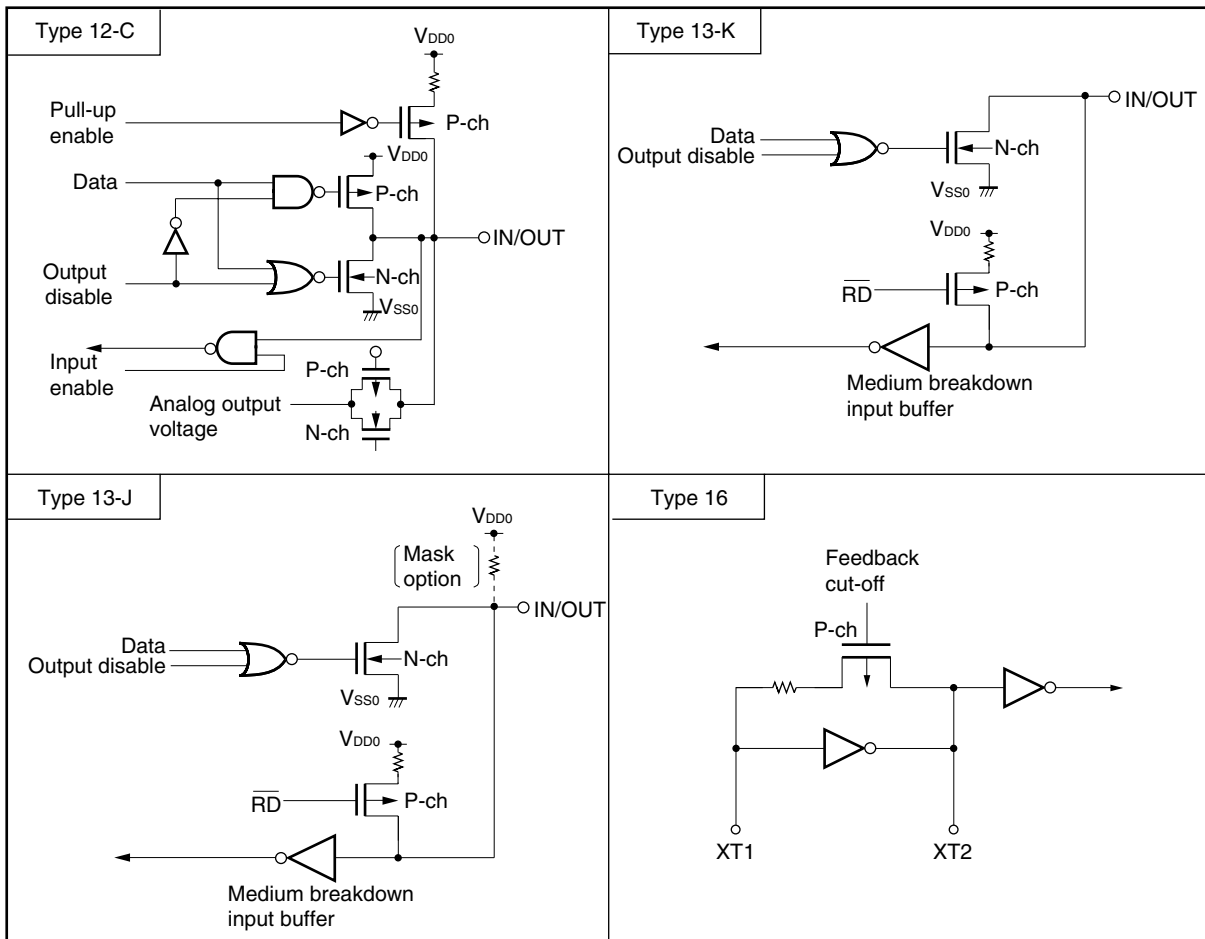 Type 12-C
VDD0
Pull-up
enable
P-ch
VDD0
Data
P-ch
IN/OUT
Output
disable
N-ch
VSS0
Input
enable
P-ch
Analog output
voltage
N-ch
Type 13-K
IN/OUT
Data
Output disable
N-ch
VSS0
VDD0
RD
P-ch
Medium breakdown
input buffer
Type 13-J
VDD0
Mask
option
IN/OUT
Data
Output disable
N-ch
VSS0
VDD0
RD
P-ch
Medium breakdown
input buffer
Type 16
Feedback
cut-off
P-ch
XT1
XT2